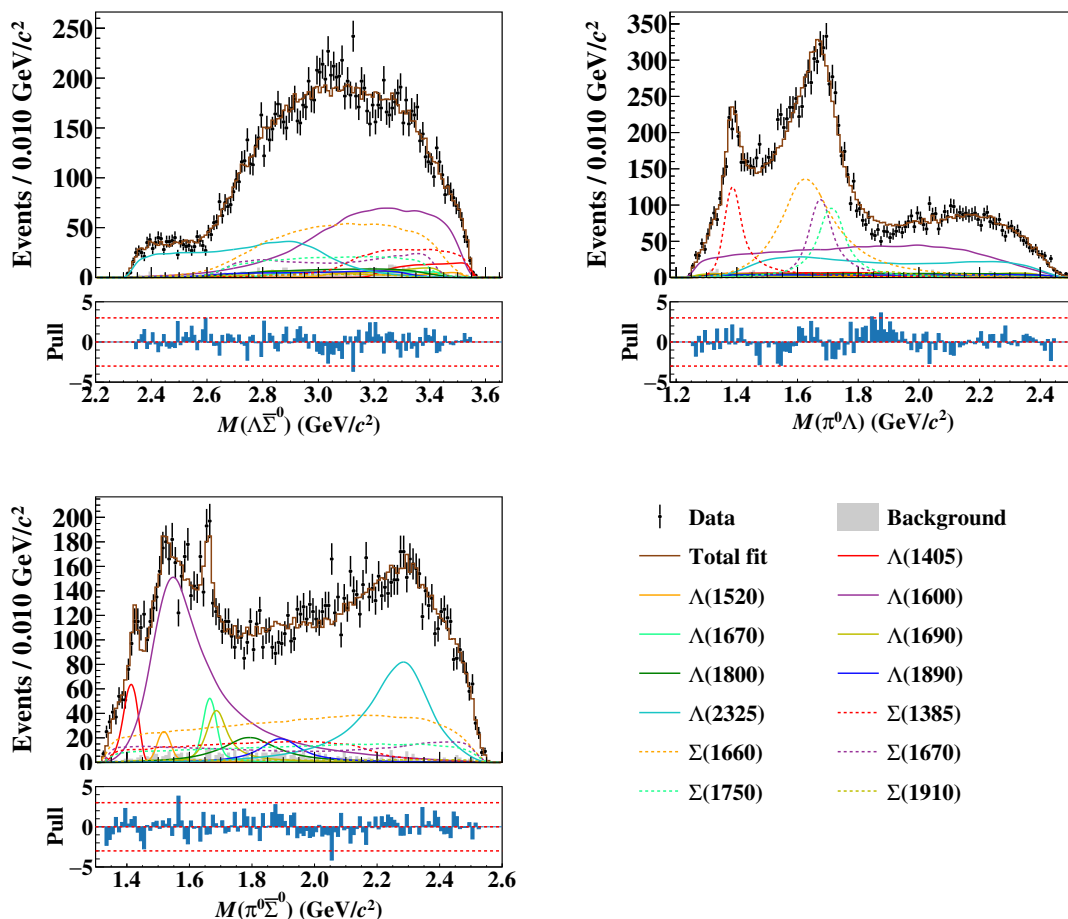 Events / 0.010 GeV/c²
250
200
150
100
50
0
Pull
5
0
−5
2.2 2.4 2.6 2.8 3.0 3.2 3.4 3.6
M(ΛΣ̅⁰) (GeV/c²)
Events / 0.010 GeV/c²
350
300
250
200
150
100
50
0
Pull
5
0
−5
1.2 1.4 1.6 1.8 2.0 2.2 2.4
M(π⁰Λ) (GeV/c²)
Events / 0.010 GeV/c²
200
180
160
140
120
100
80
60
40
20
0
Pull
5
0
−5
1.4 1.6 1.8 2.0 2.2 2.4 2.6
M(π⁰Σ̅⁰) (GeV/c²)
Data Background
Total fit Λ(1405)
Λ(1520) Λ(1600)
Λ(1670) Λ(1690)
Λ(1800) Λ(1890)
Λ(2325) Σ(1385)
Σ(1660) Σ(1670)
Σ(1750) Σ(1910)